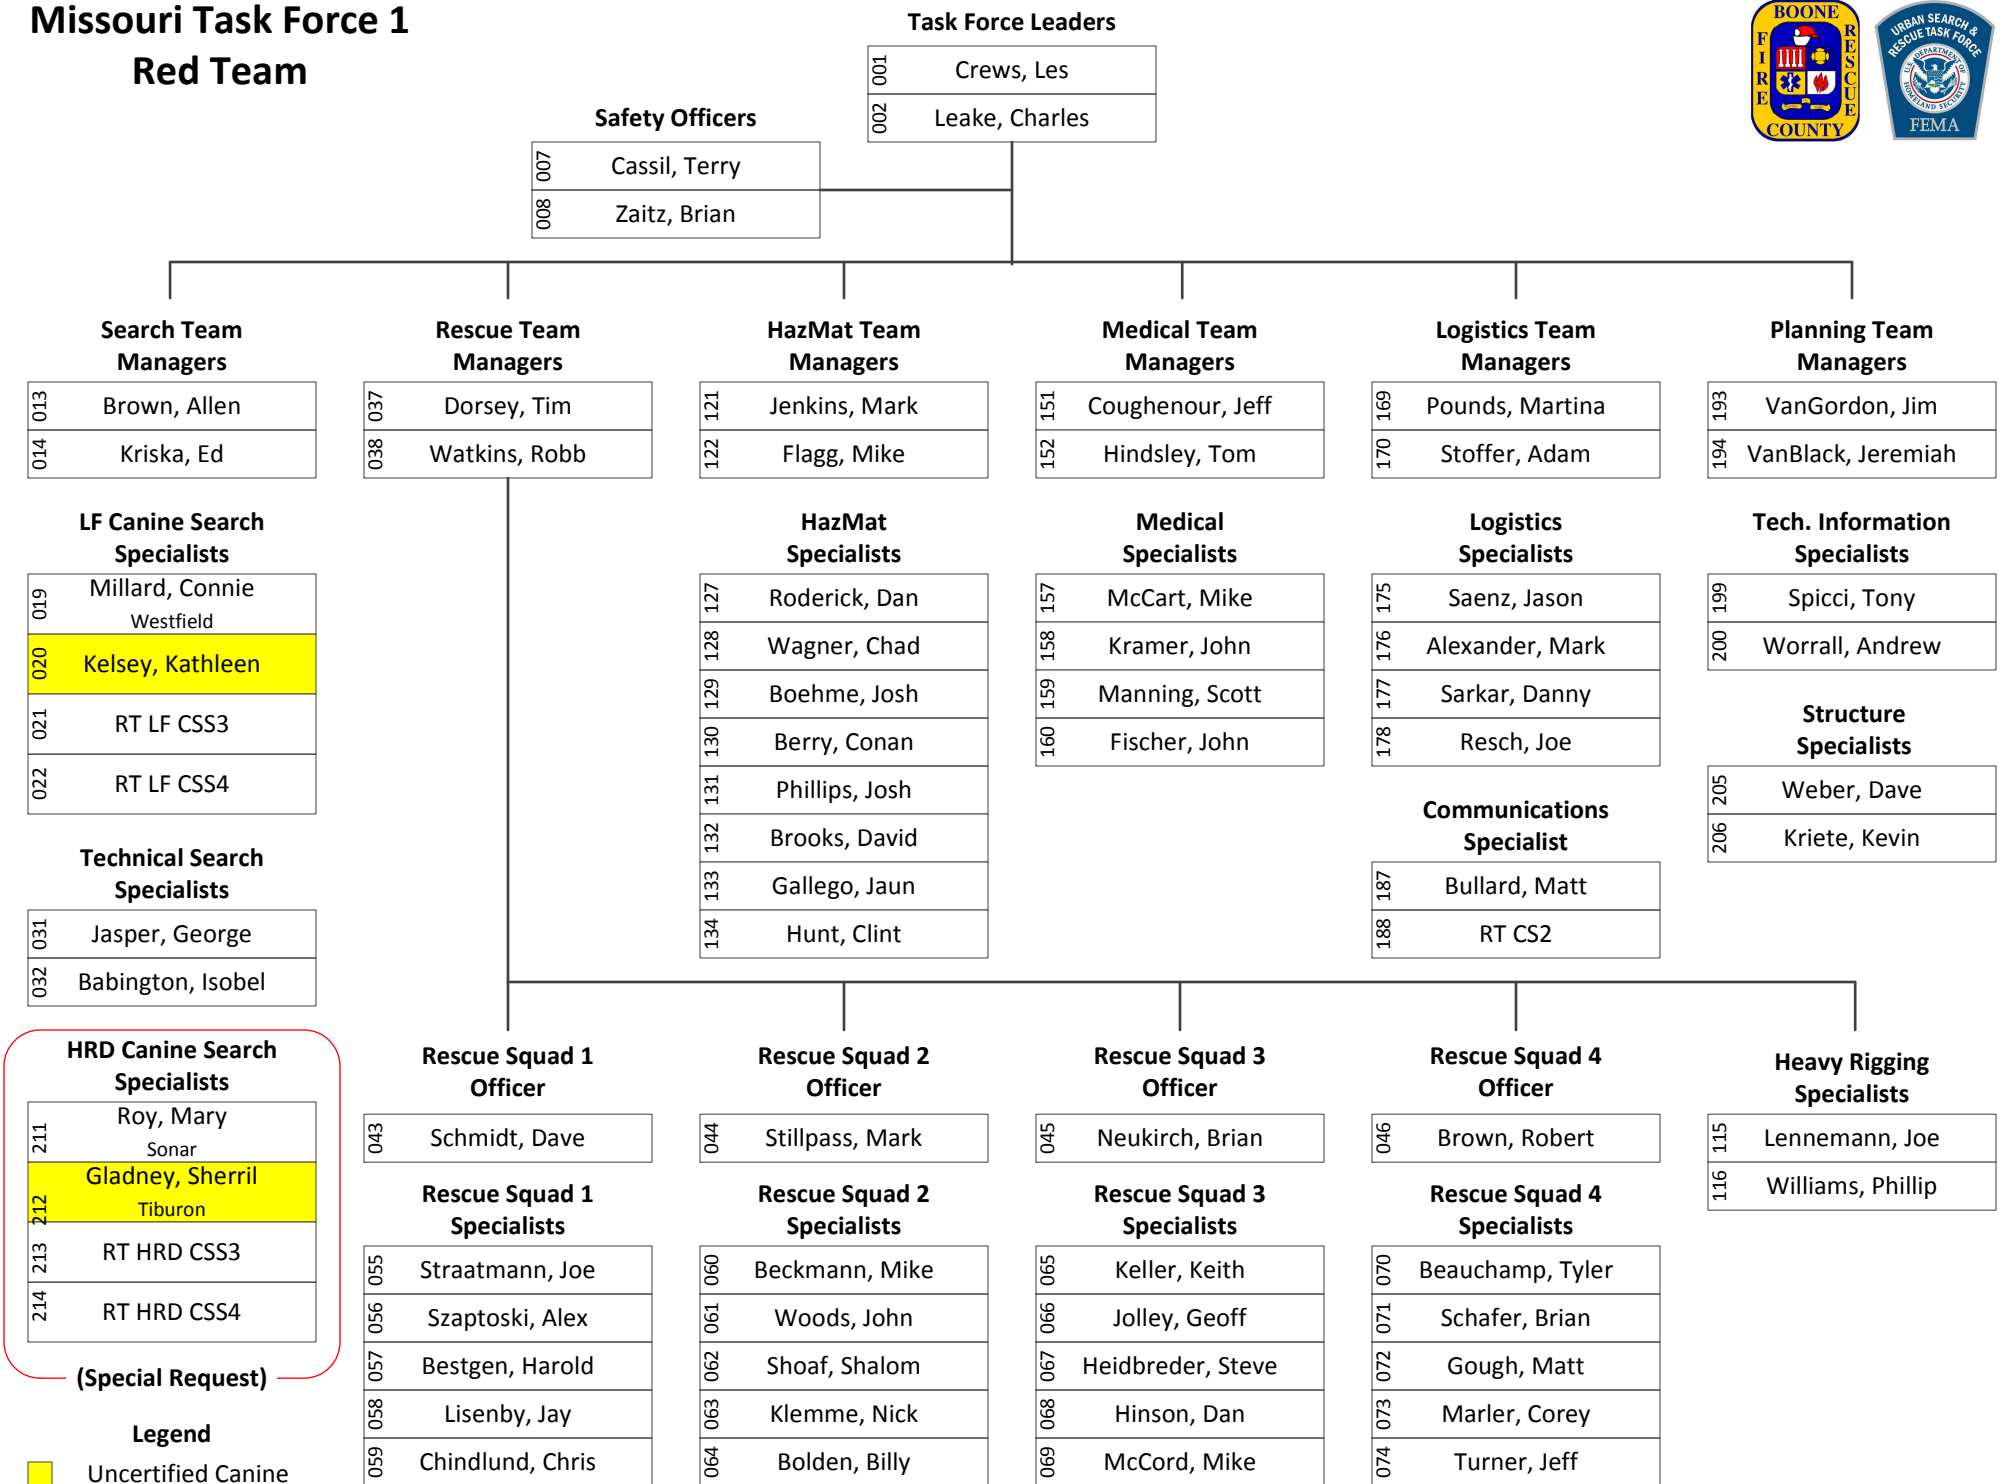 Missouri Task Force 1
Red Team
Task Force Leaders
001 Crews, Les
002 Leake, Charles
BOONE
FIRE
RESCUE
COUNTY
URBAN SEARCH &
RESCUE TASK FORCE
U.S. DEPARTMENT OF
HOMELAND SECURITY
FEMA
Safety Officers
007 Cassil, Terry
008 Zaitz, Brian
Search Team
Managers
013 Brown, Allen
014 Kriska, Ed
LF Canine Search
Specialists
019 Millard, Connie
Westfield
020 Kelsey, Kathleen
021 RT LF CSS3
022 RT LF CSS4
Technical Search
Specialists
031 Jasper, George
032 Babington, Isobel
HRD Canine Search
Specialists
211 Roy, Mary
Sonar
212 Gladney, Sherril
Tiburon
213 RT HRD CSS3
214 RT HRD CSS4
(Special Request)
Legend
Uncertified Canine
Rescue Team
Managers
037 Dorsey, Tim
038 Watkins, Robb
HazMat Team
Managers
121 Jenkins, Mark
122 Flagg, Mike
HazMat
Specialists
127 Roderick, Dan
128 Wagner, Chad
129 Boehme, Josh
130 Berry, Conan
131 Phillips, Josh
132 Brooks, David
133 Gallego, Jaun
134 Hunt, Clint
Medical Team
Managers
151 Coughenour, Jeff
152 Hindsley, Tom
Medical
Specialists
157 McCart, Mike
158 Kramer, John
159 Manning, Scott
160 Fischer, John
Logistics Team
Managers
169 Pounds, Martina
170 Stoffer, Adam
Logistics
Specialists
175 Saenz, Jason
176 Alexander, Mark
177 Sarkar, Danny
178 Resch, Joe
Communications
Specialist
187 Bullard, Matt
188 RT CS2
Planning Team
Managers
193 VanGordon, Jim
194 VanBlack, Jeremiah
Tech. Information
Specialists
199 Spicci, Tony
200 Worrall, Andrew
Structure
Specialists
205 Weber, Dave
206 Kriete, Kevin
Rescue Squad 1
Officer
043 Schmidt, Dave
Rescue Squad 1
Specialists
055 Straatmann, Joe
056 Szaptoski, Alex
057 Bestgen, Harold
058 Lisenby, Jay
059 Chindlund, Chris
Rescue Squad 2
Officer
044 Stillpass, Mark
Rescue Squad 2
Specialists
060 Beckmann, Mike
061 Woods, John
062 Shoaf, Shalom
063 Klemme, Nick
064 Bolden, Billy
Rescue Squad 3
Officer
045 Neukirch, Brian
Rescue Squad 3
Specialists
065 Keller, Keith
066 Jolley, Geoff
067 Heidbreder, Steve
068 Hinson, Dan
069 McCord, Mike
Rescue Squad 4
Officer
046 Brown, Robert
Rescue Squad 4
Specialists
070 Beauchamp, Tyler
071 Schafer, Brian
072 Gough, Matt
073 Marler, Corey
074 Turner, Jeff
Heavy Rigging
Specialists
115 Lennemann, Joe
116 Williams, Phillip